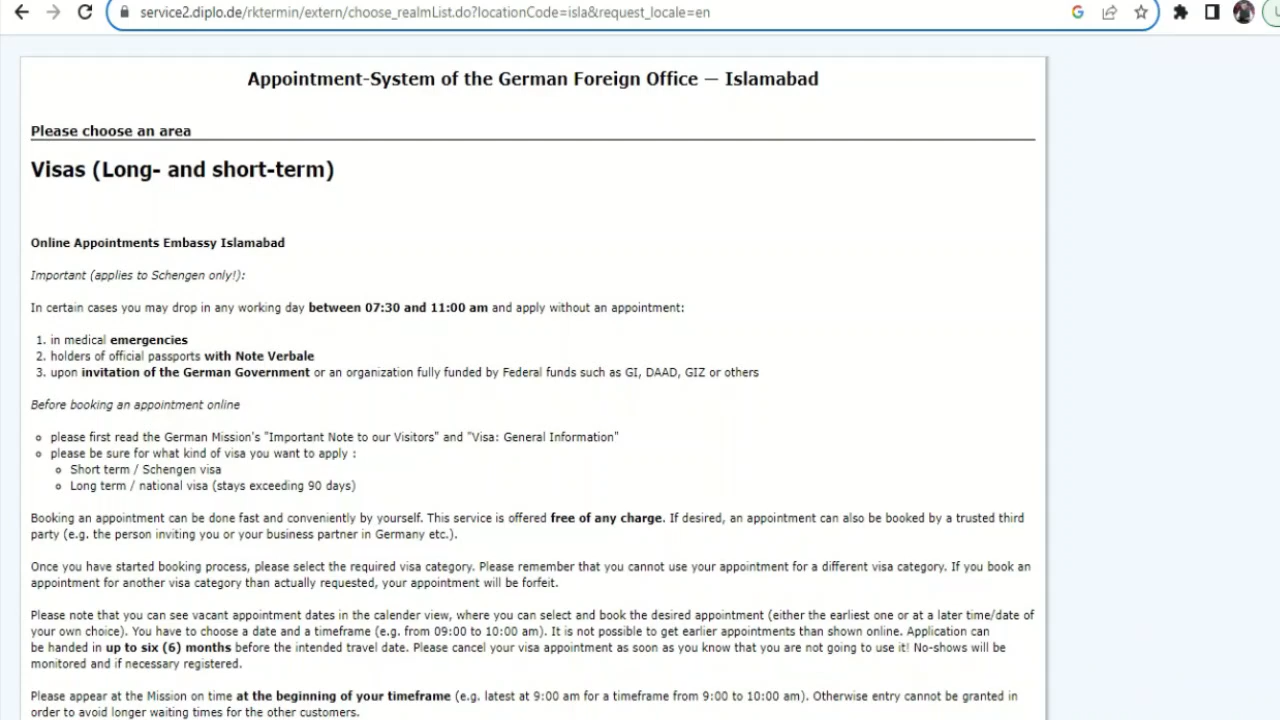 service2.diplo.de/rktermin/extern/choose_realmList.do?locationCode=isla&request_locale=en
Appointment-System of the German Foreign Office — Islamabad
Please choose an area
Visas (Long- and short-term)
Online Appointments Embassy Islamabad
Important (applies to Schengen only!):
In certain cases you may drop in any working day between 07:30 and 11:00 am and apply without an appointment:
1. in medical emergencies
2. holders of official passports with Note Verbale
3. upon invitation of the German Government or an organization fully funded by Federal funds such as GI, DAAD, GIZ or others
Before booking an appointment online
please first read the German Mission's "Important Note to our Visitors" and "Visa: General Information"
please be sure for what kind of visa you want to apply :
Short term / Schengen visa
Long term / national visa (stays exceeding 90 days)
Booking an appointment can be done fast and conveniently by yourself. This service is offered free of any charge. If desired, an appointment can also be booked by a trusted third
party (e.g. the person inviting you or your business partner in Germany etc.).
Once you have started booking process, please select the required visa category. Please remember that you cannot use your appointment for a different visa category. If you book an
appointment for another visa category than actually requested, your appointment will be forfeit.
Please note that you can see vacant appointment dates in the calender view, where you can select and book the desired appointment (either the earliest one or at a later time/date of
your own choice). You have to choose a date and a timeframe (e.g. from 09:00 to 10:00 am). It is not possible to get earlier appointments than shown online. Application can
be handed in up to six (6) months before the intended travel date. Please cancel your visa appointment as soon as you know that you are not going to use it! No-shows will be
monitored and if necessary registered.
Please appear at the Mission on time at the beginning of your timeframe (e.g. latest at 9:00 am for a timeframe from 9:00 to 10:00 am). Otherwise entry cannot be granted in
order to avoid longer waiting times for the other customers.